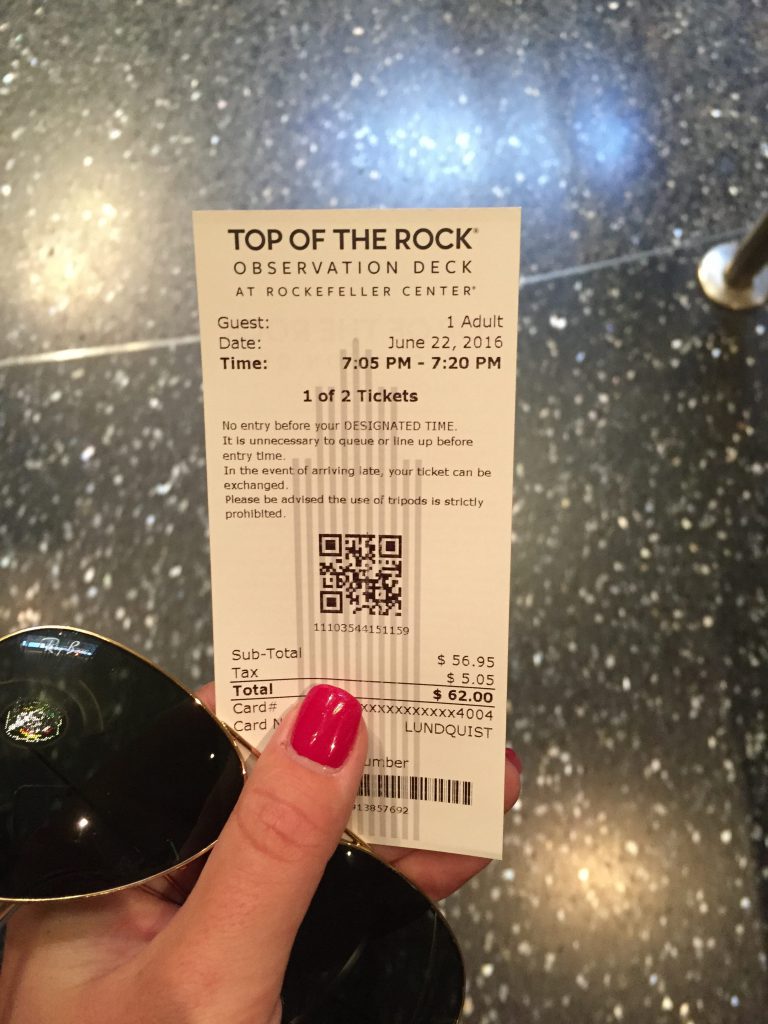 TOP OF THE ROCK®
OBSERVATION DECK
AT ROCKEFELLER CENTER®
Guest: 1 Adult
Date: June 22, 2016
Time: 7:05 PM - 7:20 PM
1 of 2 Tickets
No entry before your DESIGNATED TIME.
It is unnecessary to queue or line up before
entry time.
In the event of arriving late, your ticket can be
exchanged.
Please be advised the use of tripods is strictly
prohibited.
11103544151159
Sub-Total $ 56.95
Tax $ 5.05
Total $ 62.00
Card# xxxxxxxxxxxx4004
Card N LUNDQUIST
umber
913857692
Ray-Ban